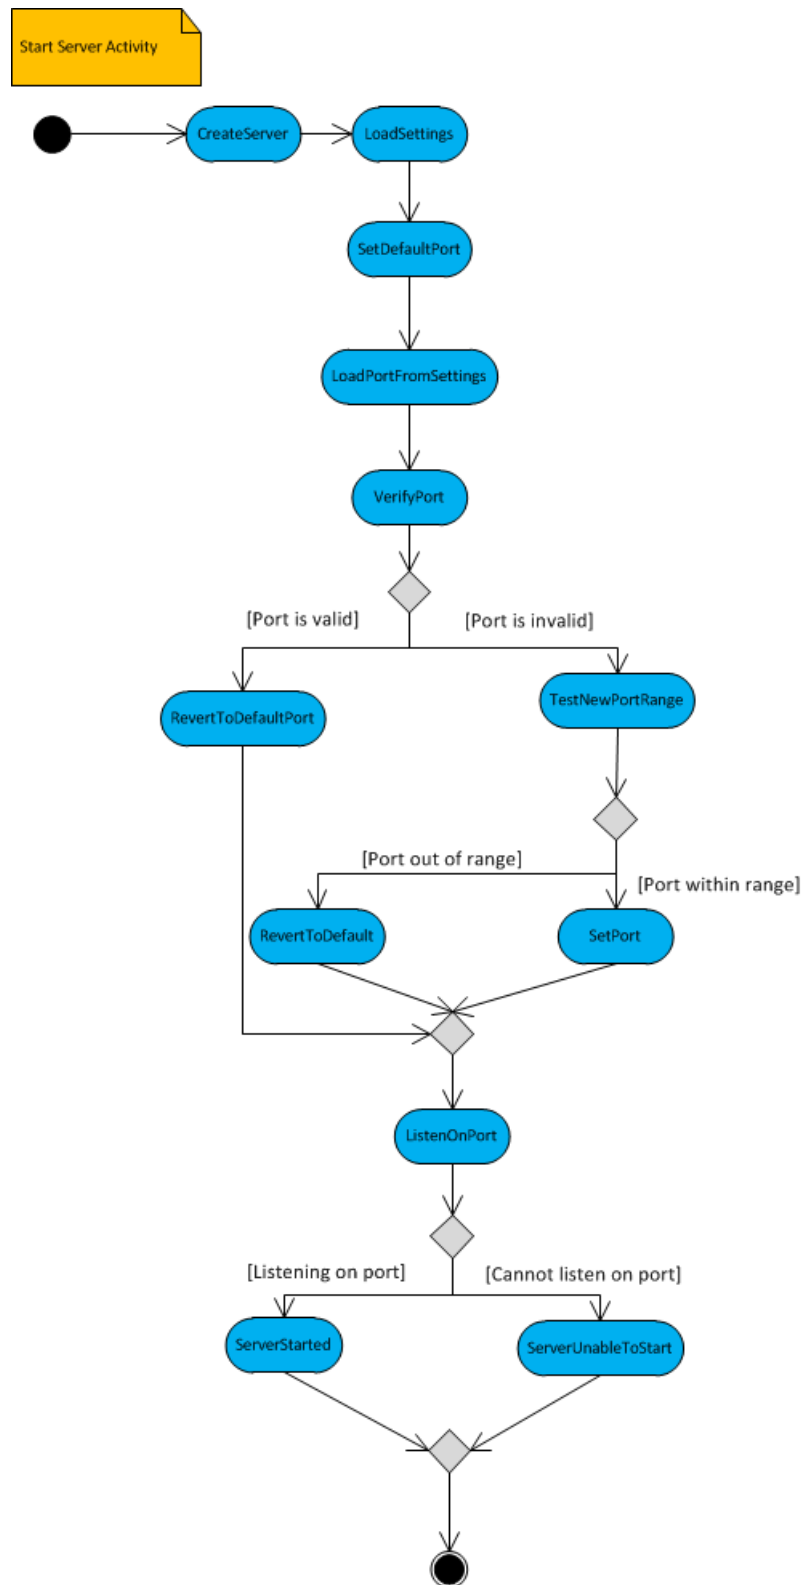 Start Server Activity
CreateServer
LoadSettings
SetDefaultPort
LoadPortFromSettings
VerifyPort
[Port is valid]
[Port is invalid]
RevertToDefaultPort
TestNewPortRange
[Port out of range]
[Port within range]
RevertToDefault
SetPort
ListenOnPort
[Listening on port]
[Cannot listen on port]
ServerStarted
ServerUnableToStart